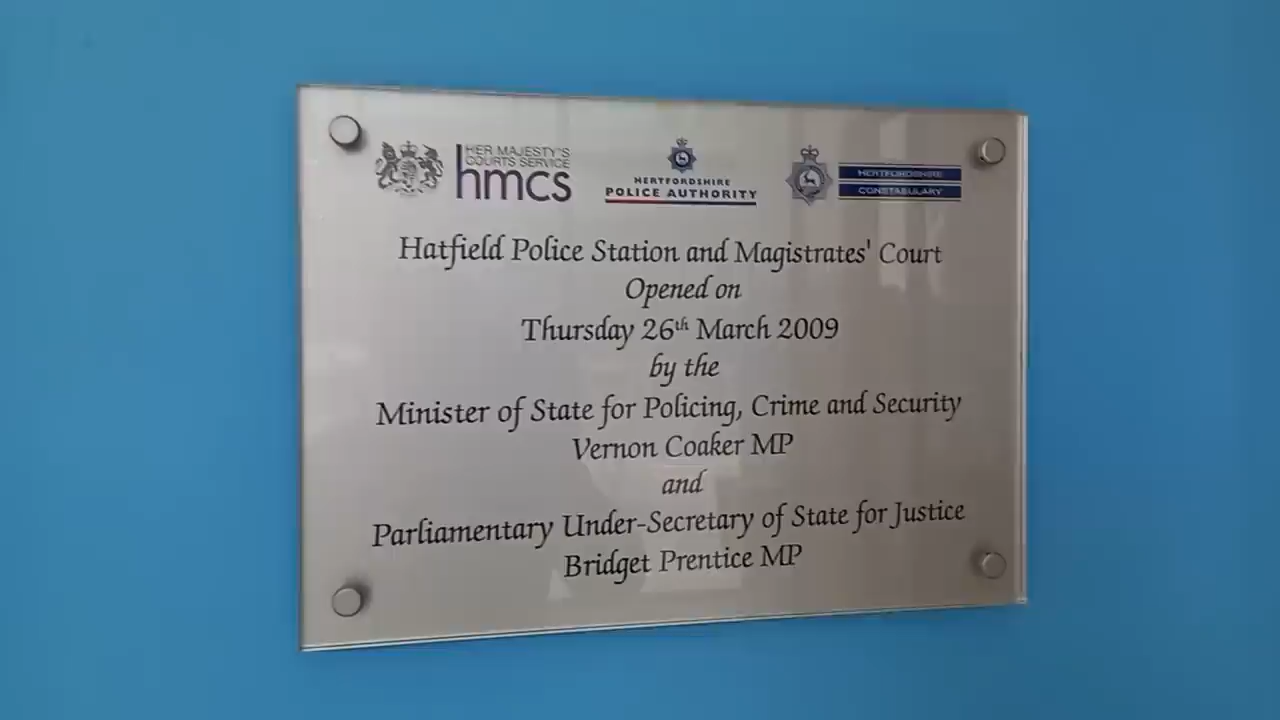 HER MAJESTY'S
COURTS SERVICE
hmcs
HERTFORDSHIRE
POLICE AUTHORITY
HERTFORDSHIRE
CONSTABULARY
Hatfield Police Station and Magistrates' Court
Opened on
Thursday 26th March 2009
by the
Minister of State for Policing, Crime and Security
Vernon Coaker MP
and
Parliamentary Under-Secretary of State for Justice
Bridget Prentice MP